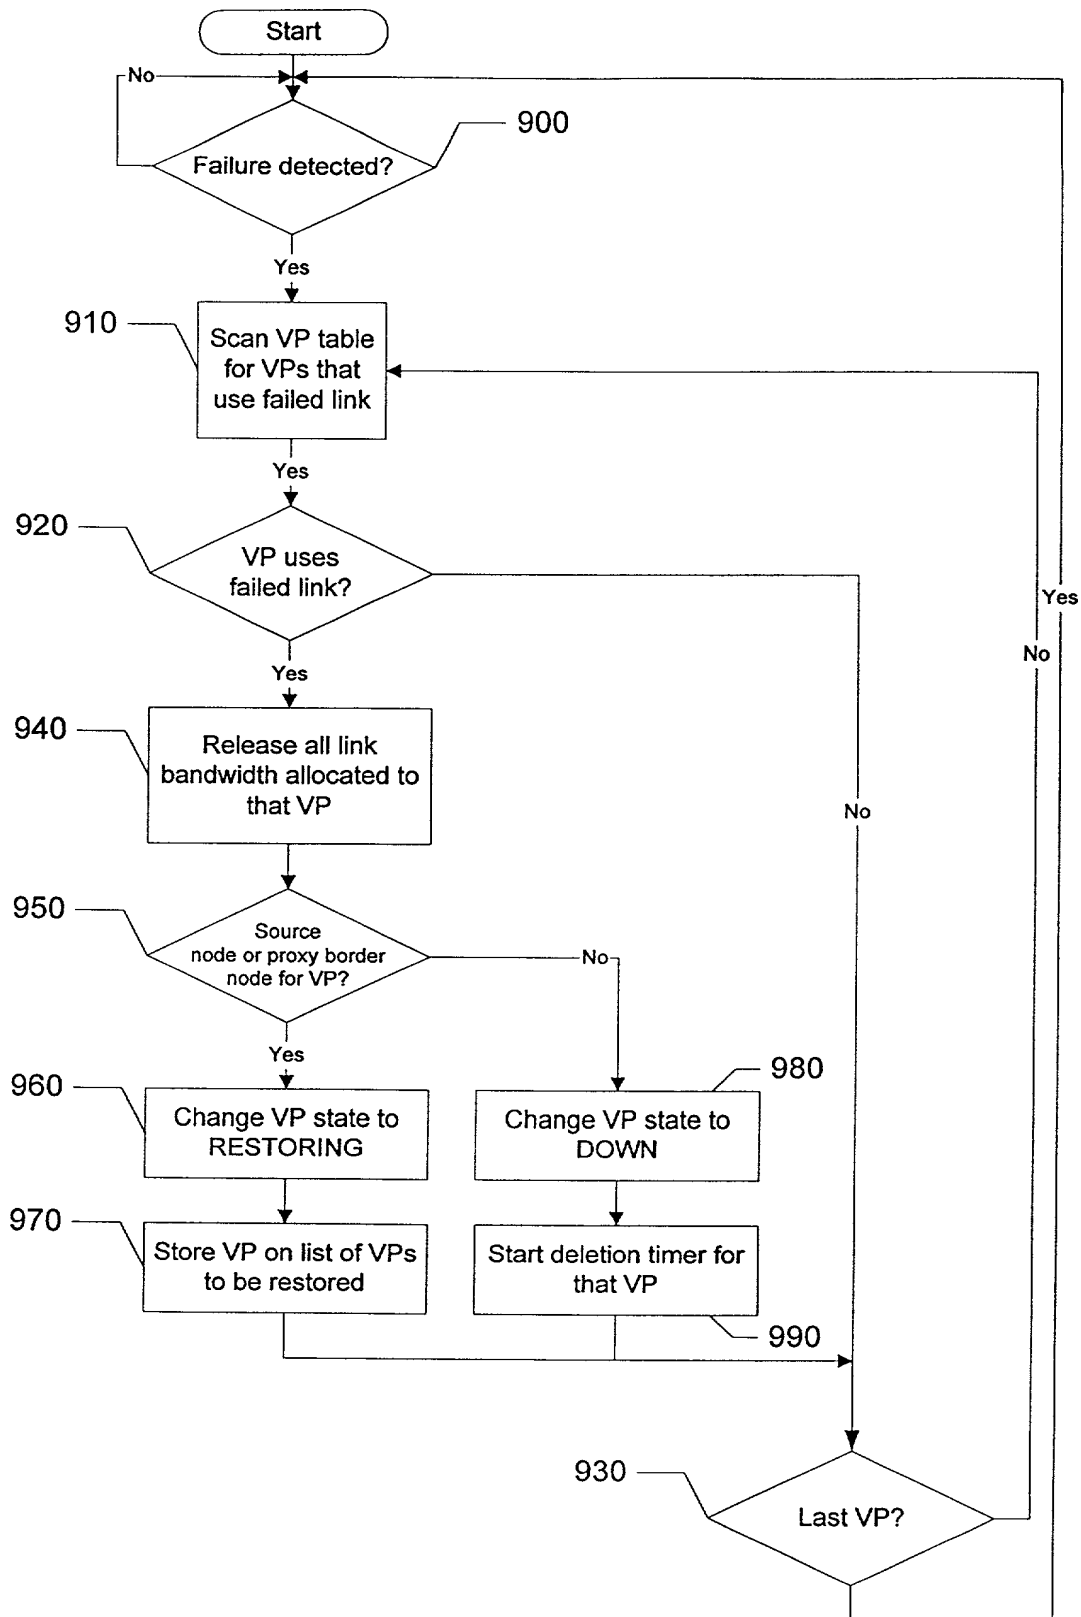 Start
No
900
Failure detected?
Yes
910
Scan VP table
for VPs that
use failed link
Yes
920
VP uses
failed link?
Yes
No
Yes
940
Release all link
bandwidth allocated to
that VP
No
950
Source
node or proxy border
node for VP?
No
Yes
960
980
Change VP state to
RESTORING
Change VP state to
DOWN
970
Store VP on list of VPs
to be restored
Start deletion timer for
that VP
990
930
Last VP?